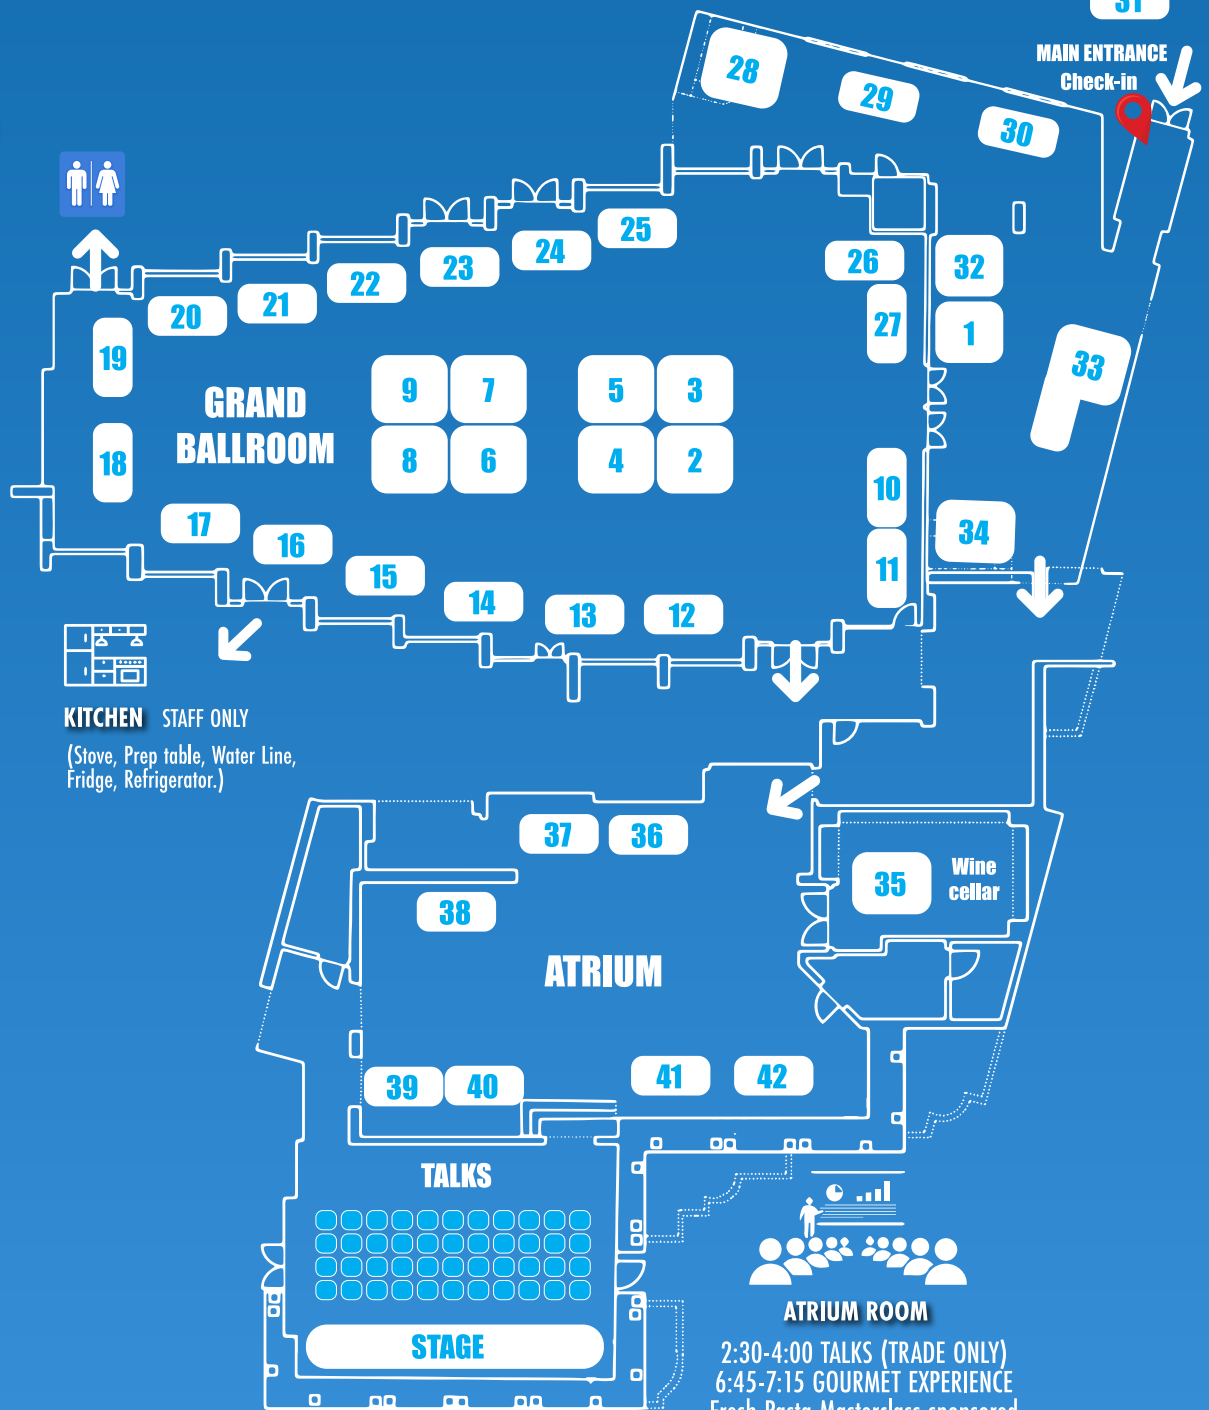 31
MAIN ENTRANCE
Check-in
28
29
30
25
24
23
22
21
20
26
32
27
1
33
19
18
GRAND
BALLROOM
9
7
5
3
8
6
4
2
10
11
34
17
16
15
14
13
12
KITCHEN STAFF ONLY
(Stove, Prep table, Water Line,
Fridge, Refrigerator.)
37
36
35
Wine
cellar
38
ATRIUM
39
40
41
42
TALKS
STAGE
ATRIUM ROOM
2:30-4:00 TALKS (TRADE ONLY)
6:45-7:15 GOURMET EXPERIENCE
Fresh Pasta Masterclass sponsored